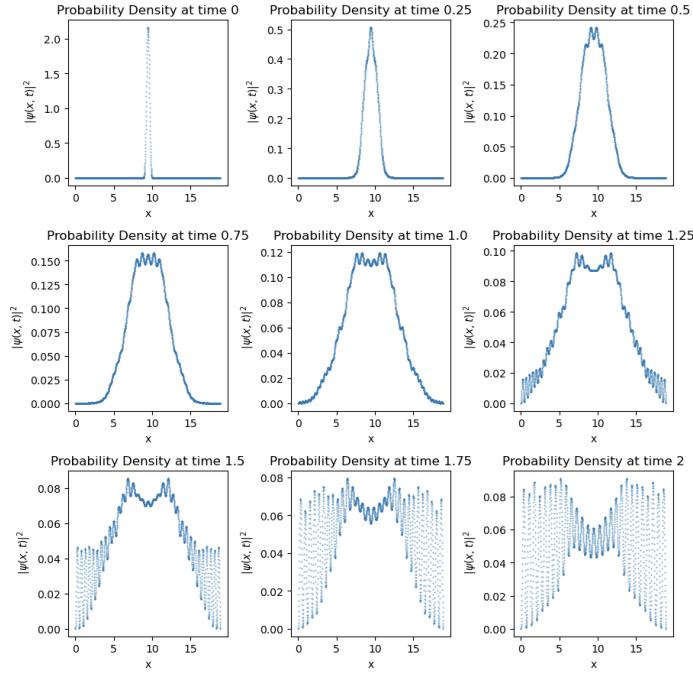 Probability Density at time 0
|ψ(x, t)|²
2.0
1.5
1.0
0.5
0.0
0 5 10 15
x
Probability Density at time 0.25
|ψ(x, t)|²
0.5
0.4
0.3
0.2
0.1
0.0
0 5 10 15
x
Probability Density at time 0.5
|ψ(x, t)|²
0.25
0.20
0.15
0.10
0.05
0.00
0 5 10 15
x
Probability Density at time 0.75
|ψ(x, t)|²
0.150
0.125
0.100
0.075
0.050
0.025
0.000
0 5 10 15
x
Probability Density at time 1.0
|ψ(x, t)|²
0.12
0.10
0.08
0.06
0.04
0.02
0.00
0 5 10 15
x
Probability Density at time 1.25
|ψ(x, t)|²
0.10
0.08
0.06
0.04
0.02
0.00
0 5 10 15
x
Probability Density at time 1.5
|ψ(x, t)|²
0.08
0.06
0.04
0.02
0.00
0 5 10 15
x
Probability Density at time 1.75
|ψ(x, t)|²
0.08
0.06
0.04
0.02
0.00
0 5 10 15
x
Probability Density at time 2
|ψ(x, t)|²
0.08
0.06
0.04
0.02
0.00
0 5 10 15
x